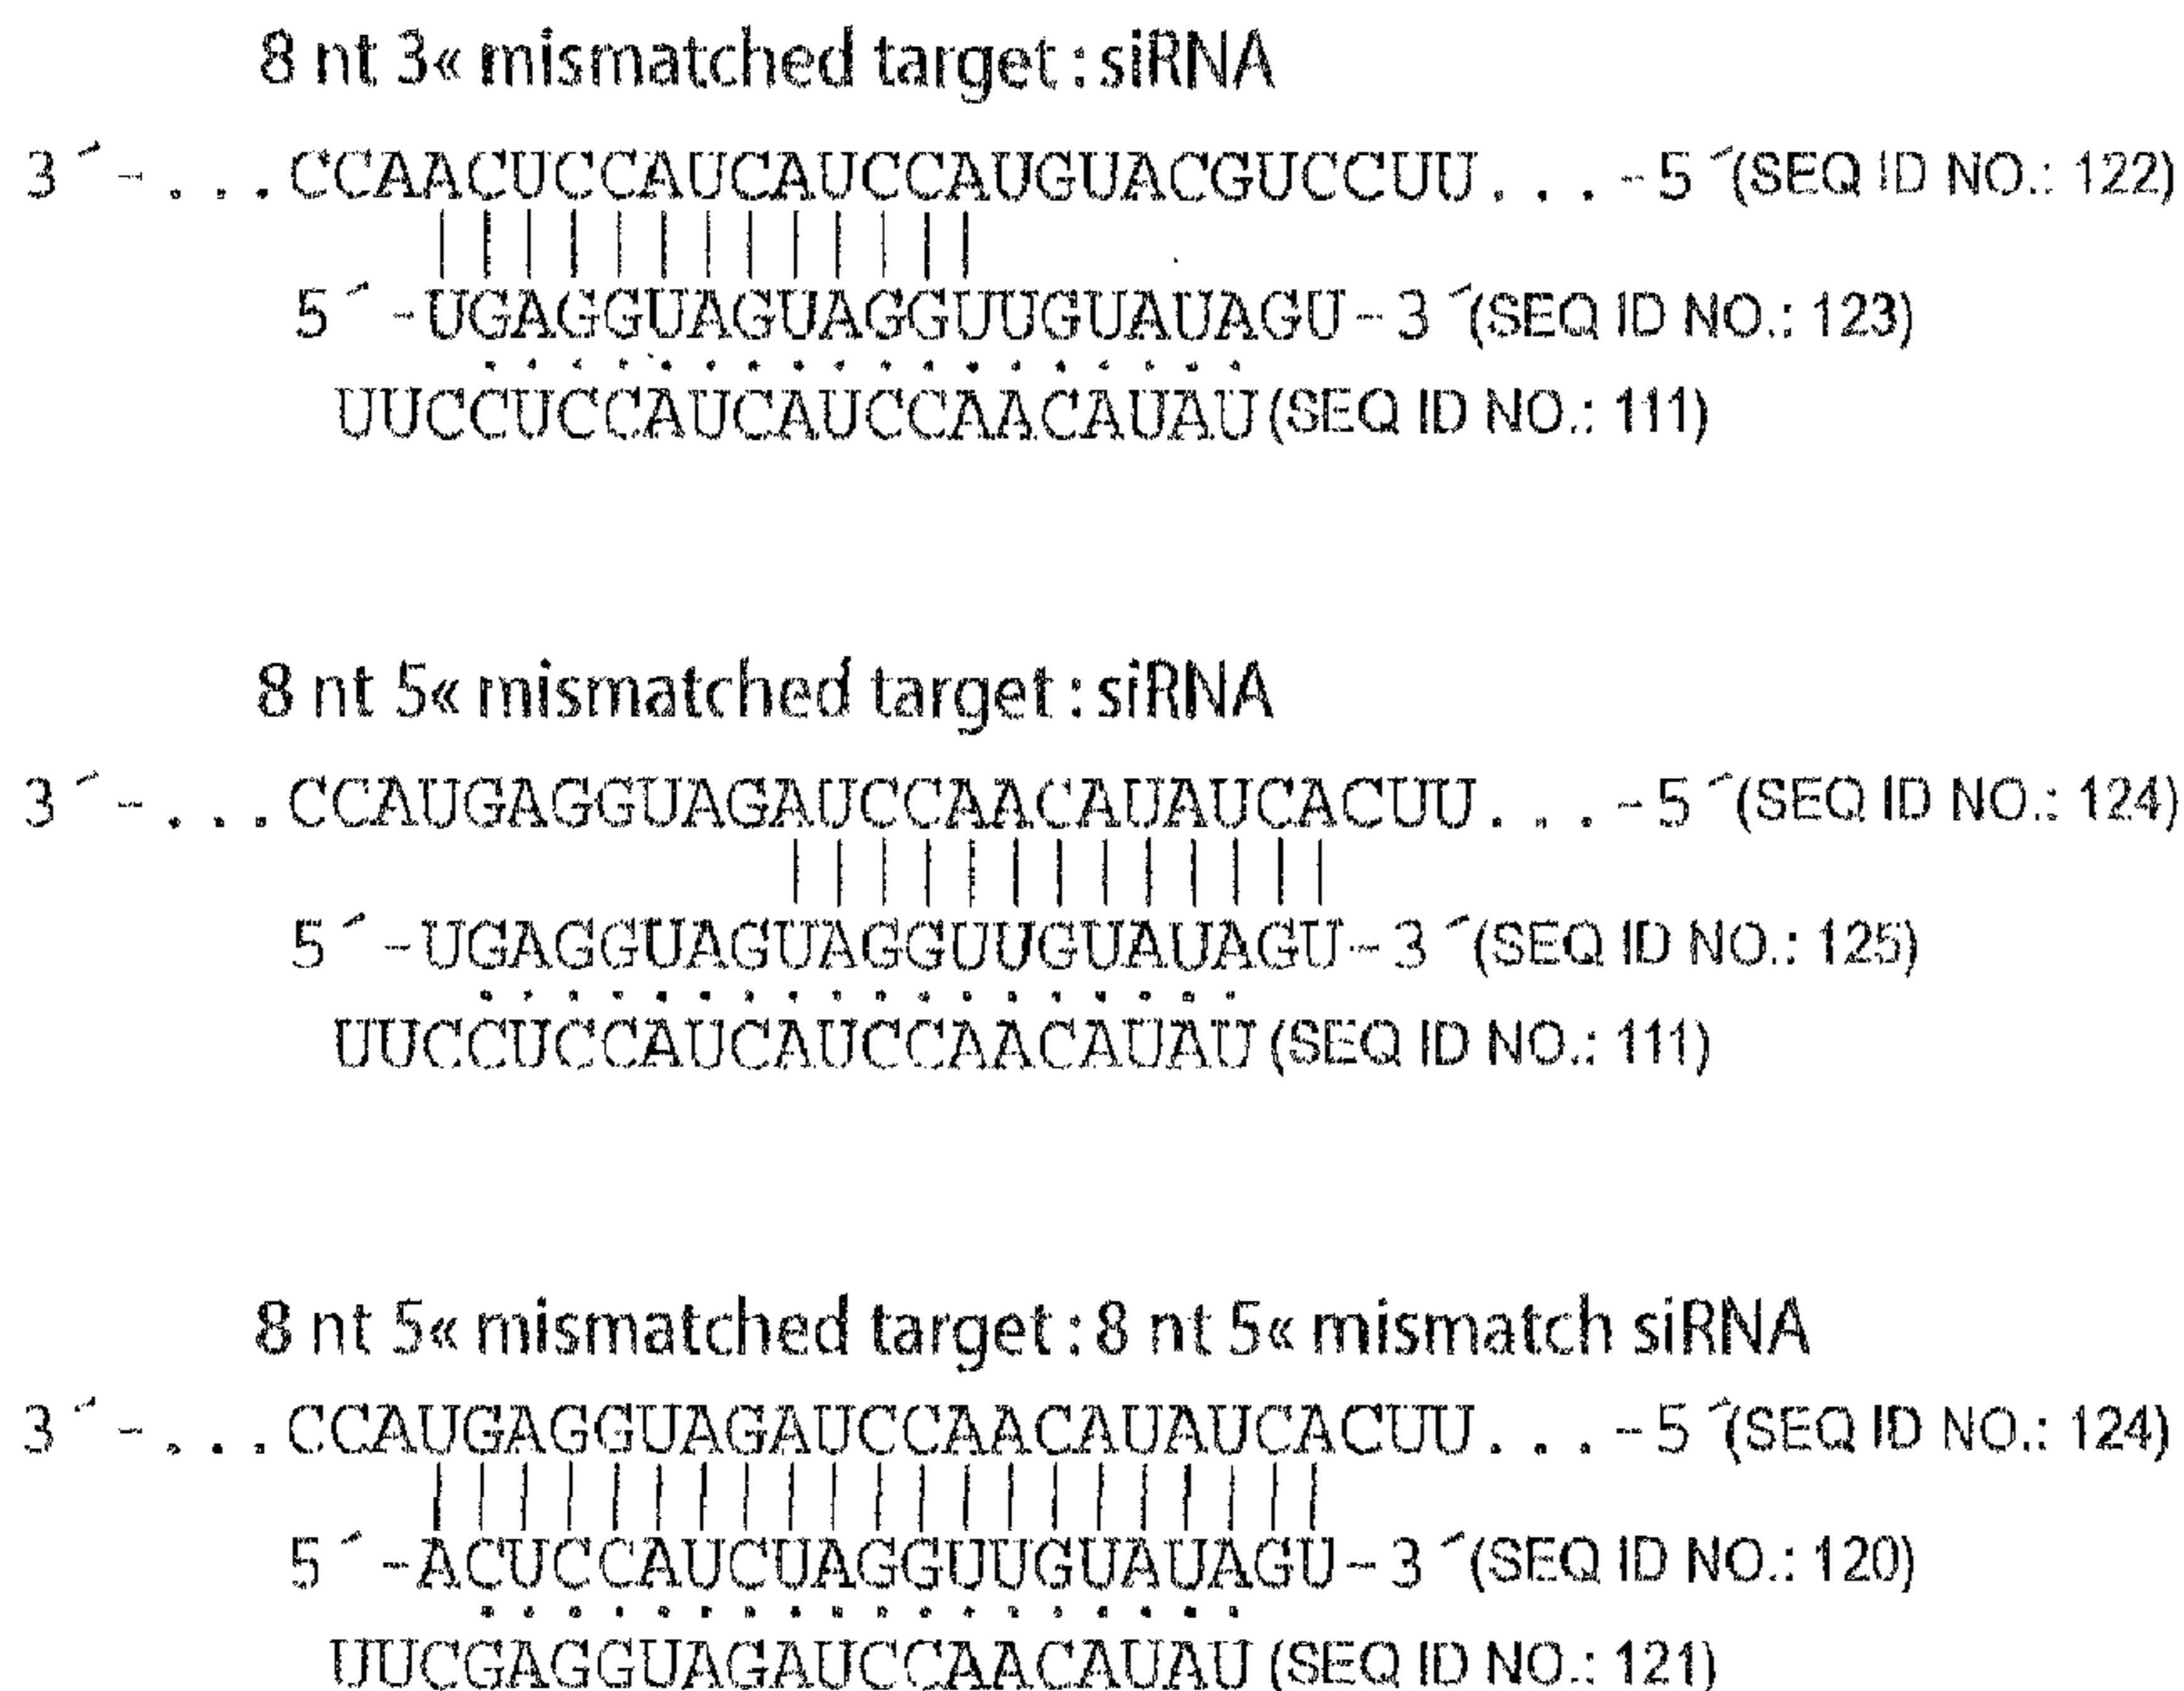 8 nt 3« mismatched target:siRNA
3´-...CCAACUCCAUCAUCCAUGUACGUCCUU...-5´(SEQ ID NO.: 122)
5´-UGAGGUAGUAGGUUGUAUAGU-3´(SEQ ID NO.: 123)
UUCCUCCAUCAUCCAACAUAU(SEQ ID NO.: 111)
8 nt 5« mismatched target:siRNA
3´-...CCAUGAGGUAGAUCCAACAUAUCACUU...-5´(SEQ ID NO.: 124)
5´-UGAGGUAGUAGGUUGUAUAGU-3´(SEQ ID NO.: 125)
UUCCUCCAUCAUCCAACAUAU(SEQ ID NO.: 111)
8 nt 5« mismatched target:8 nt 5« mismatch siRNA
3´-...CCAUGAGGUAGAUCCAACAUAUCACUU...-5´(SEQ ID NO.: 124)
5´-ACUCCAUCUAGGUUGUAUAGU-3´(SEQ ID NO.: 120)
UUCGAGGUAGAUCCAACAUAU(SEQ ID NO.: 121)